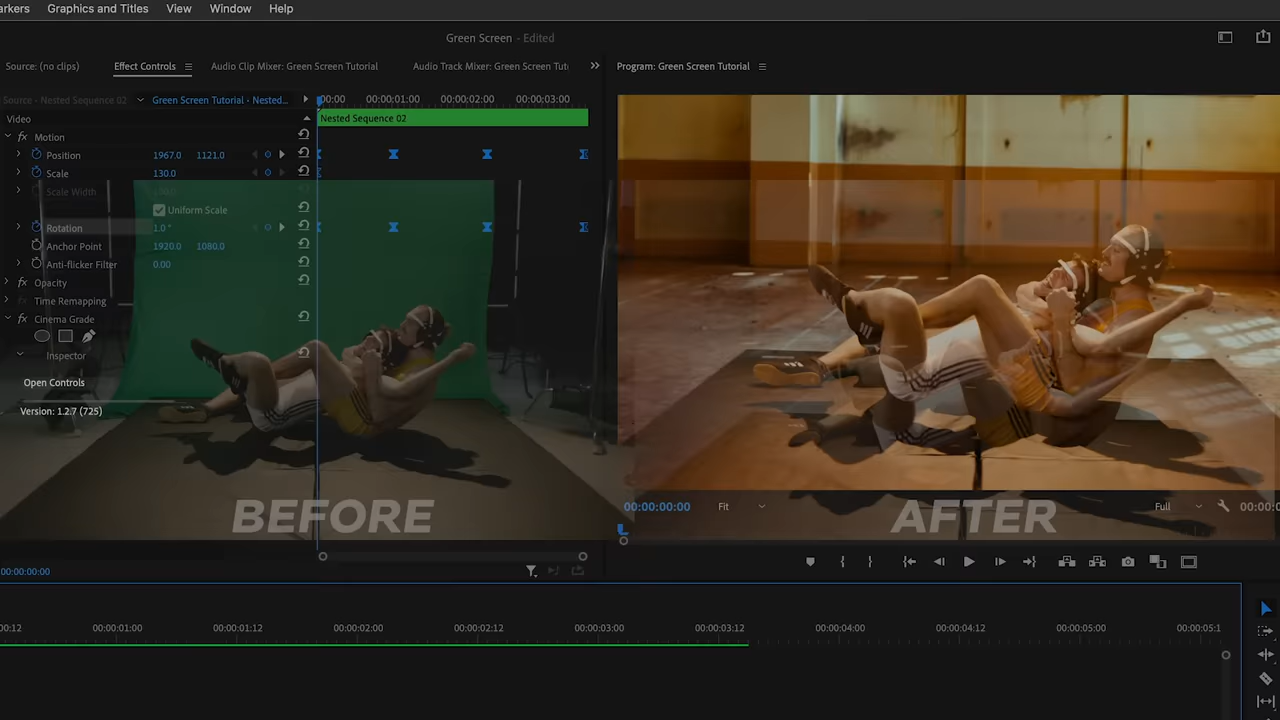 arkers Graphics and Titles View Window Help
Green Screen - Edited
Source: (no clips) Effect Controls Audio Clip Mixer: Green Screen Tutorial Audio Track Mixer: Green Screen Tut
Program: Green Screen Tutorial
Source - Nested Sequence 02 Green Screen Tutorial - Nested...
00:00 00:00:01:00 00:00:02:00 00:00:03:00
Video
Nested Sequence 02
fx Motion
Position 1967.0 1121.0
Scale 130.0
Scale Width
Uniform Scale
Rotation 1.0 °
Anchor Point 1920.0 1080.0
Anti-flicker Filter 0.00
fx Opacity
fx Time Remapping
fx Cinema Grade
Inspector
Open Controls
Version: 1.2.7 (725)
BEFORE
AFTER
00:00:00:00 Fit Full 00:00:0
00:00:00:00
00:12 00:00:01:00 00:00:01:12 00:00:02:00 00:00:02:12 00:00:03:00 00:00:03:12 00:00:04:00 00:00:04:12 00:00:05:00 00:00:05:1